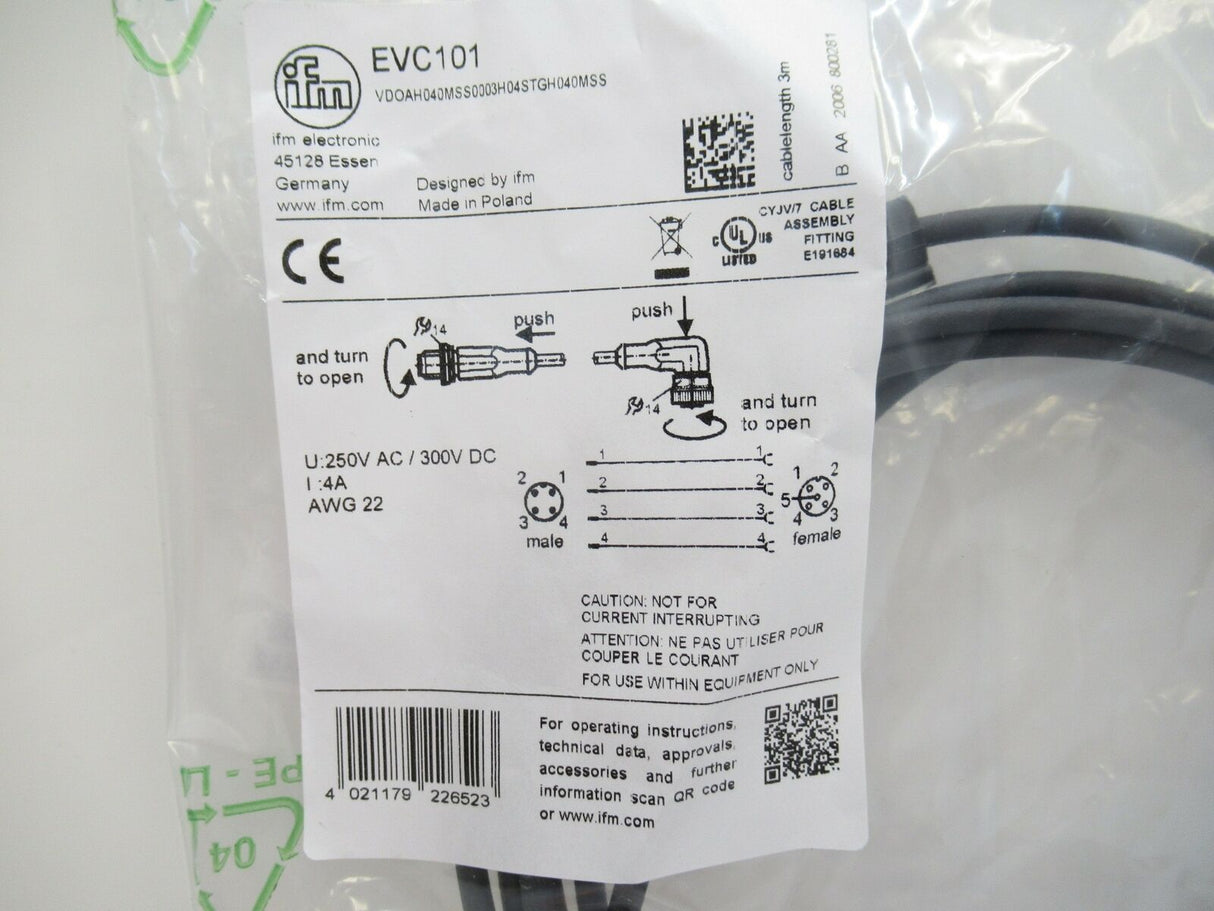 ifm
EVC101
VDOAH040MSS0003H04STGH040MSS
ifm electronic
45128 Essen
Germany
www.ifm.com
Designed by ifm
Made in Poland
cablelength 3m
B AA 2006 800281
CE
C UL US
LISTED
CYJV/7 CABLE
ASSEMBLY
FITTING
E191684
and turn
to open
14
push
push
14
and turn
to open
U:250V AC / 300V DC
I :4A
AWG 22
2 1
3 4
male
1 1
2 2
3 3
4 4
1 2
5
4 3
female
CAUTION: NOT FOR
CURRENT INTERRUPTING
ATTENTION: NE PAS UTILISER POUR
COUPER LE COURANT
FOR USE WITHIN EQUIPMENT ONLY
4 021179 226523
For operating instructions,
technical data, approvals,
accessories and further
information scan QR code
or www.ifm.com
PE-L
04